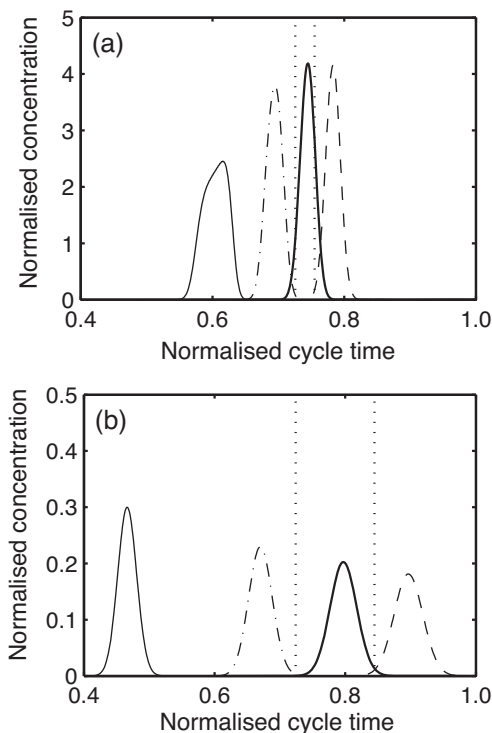 (a)
Normalised concentration
5
4
3
2
1
0
0.4 0.6 0.8 1.0
Normalised cycle time
(b)
Normalised concentration
0.5
0.4
0.3
0.2
0.1
0
0.4 0.6 0.8 1.0
Normalised cycle time